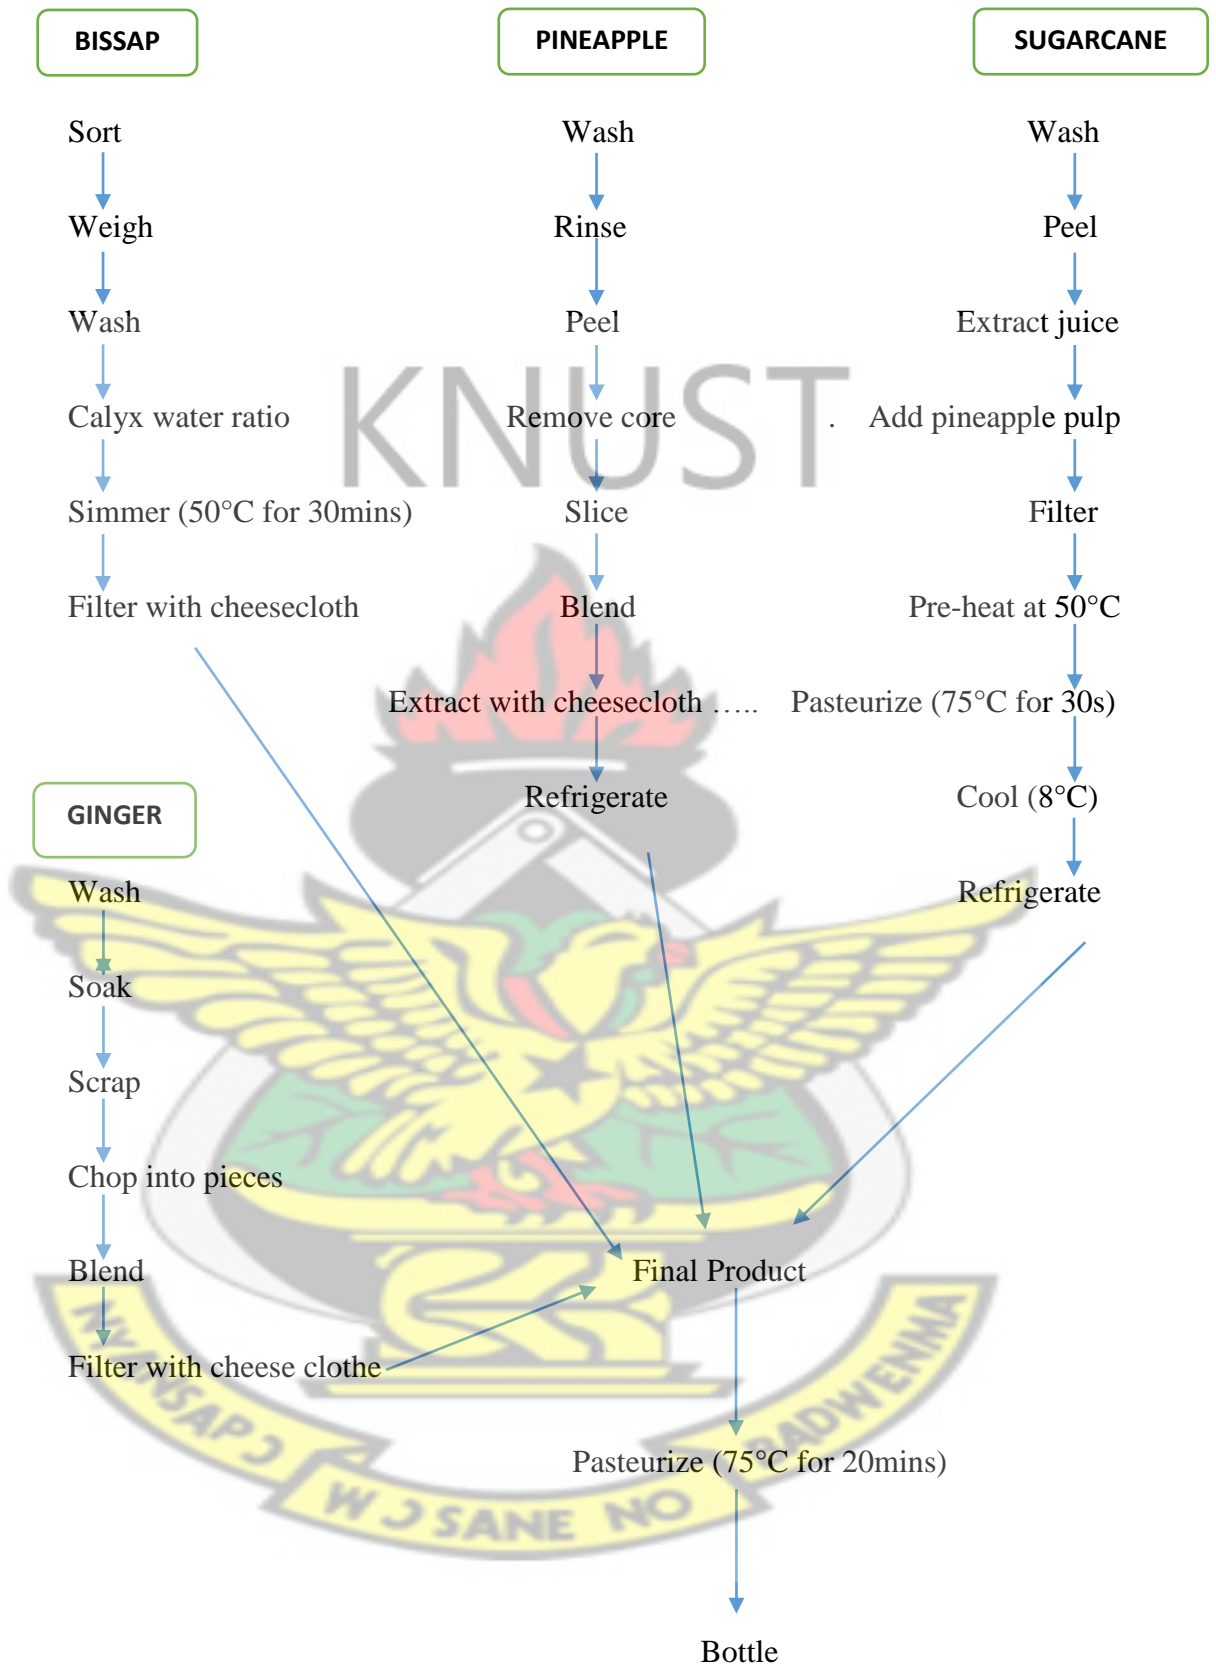 BISSAP
Sort
Weigh
Wash
Calyx water ratio
Simmer (50°C for 30mins)
Filter with cheesecloth
PINEAPPLE
Wash
Rinse
Peel
Remove core
Slice
Blend
Extract with cheesecloth …..
Refrigerate
SUGARCANE
Wash
Peel
Extract juice
. Add pineapple pulp
Filter
Pre-heat at 50°C
Pasteurize (75°C for 30s)
Cool (8°C)
Refrigerate
GINGER
Wash
Soak
Scrap
Chop into pieces
Blend
Filter with cheese clothe
Final Product
Pasteurize (75°C for 20mins)
Bottle
KNUST
NYANSAPƆ
WƆSANE NO
BADWENMA